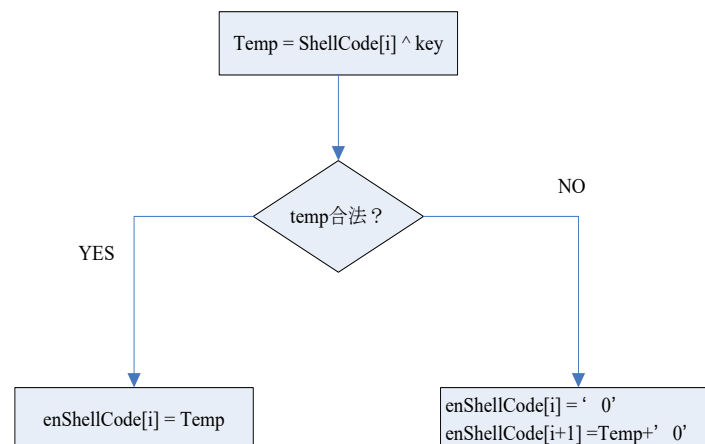 Temp = ShellCode[i] ^ key
temp合法？
YES
NO
enShellCode[i] = Temp
enShellCode[i] =‘ 0’
enShellCode[i+1] =Temp+’ 0’